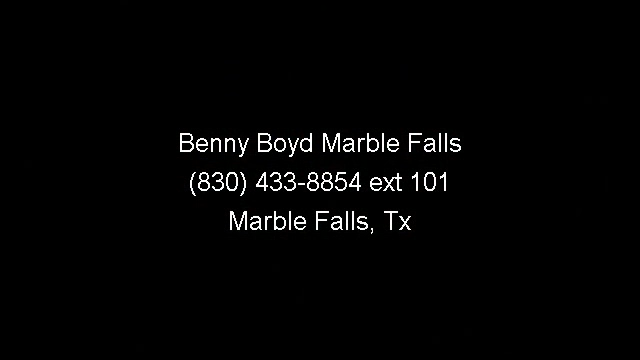 Benny Boyd Marble Falls
(830) 433-8854 ext 101
Marble Falls, Tx